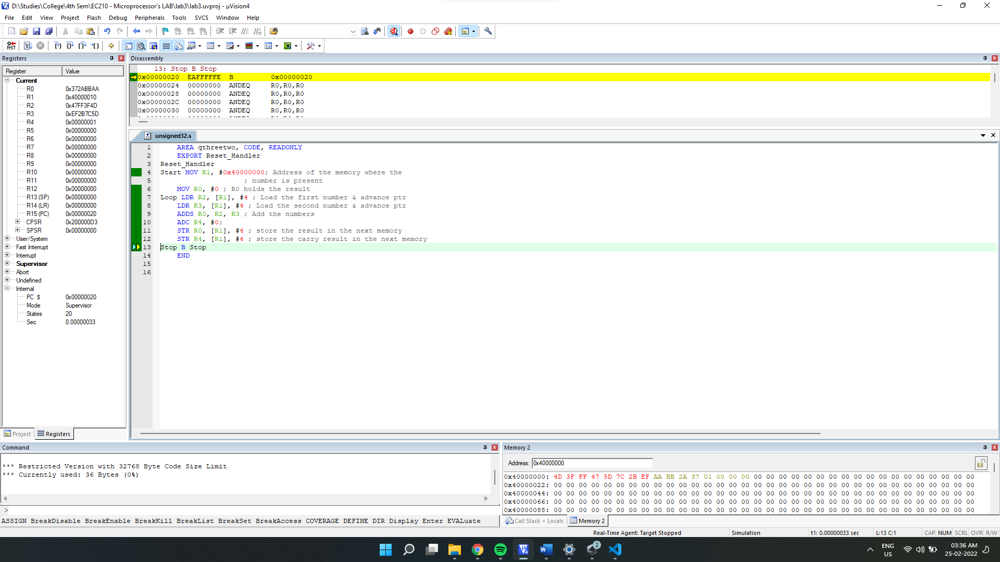 D:\Studies\College\4th Sem\EC210 - Microprocessor's LAB\lab3\lab3.uvproj - µVision4
File Edit View Project Flash Debug Peripherals Tools SVCS Window Help
Registers
Register Value
Current
R0 0x372ABBAA
R1 0x40000010
R2 0x47FF3F4D
R3 0xEF2B7C5D
R4 0x00000001
R5 0x00000000
R6 0x00000000
R7 0x00000000
R8 0x00000000
R9 0x00000000
R10 0x00000000
R11 0x00000000
R12 0x00000000
R13 (SP) 0x00000000
R14 (LR) 0x00000000
R15 (PC) 0x00000020
CPSR 0x200000D3
SPSR 0x00000000
User/System
Fast Interrupt
Interrupt
Supervisor
Abort
Undefined
Internal
PC $ 0x00000020
Mode Supervisor
States 20
Sec 0.00000033
Project Registers
Disassembly
13: Stop B Stop
0x00000020 EAFFFFFE B 0x00000020
0x00000024 00000000 ANDEQ R0,R0,R0
0x00000028 00000000 ANDEQ R0,R0,R0
0x0000002C 00000000 ANDEQ R0,R0,R0
0x00000030 00000000 ANDEQ R0,R0,R0
unsigned32.s
1 AREA qthreetwo, CODE, READONLY
2 EXPORT Reset_Handler
3 Reset_Handler
4 Start MOV R1, #0x40000000; Address of the memory where the
5 ; number is present
6 MOV R0, #0 ; R0 holds the result
7 Loop LDR R2, [R1], #4 ; Load the first number & advance ptr
8 LDR R3, [R1], #4 ; Load the second number & advance ptr
9 ADDS R0, R2, R3 ; Add the numbers
10 ADC R4, #0;
11 STR R0, [R1], #4 ; store the result in the next memory
12 STR R4, [R1], #4 ; store the carry result in the next memory
13 Stop B Stop
14 END
15
16
Command
*** Restricted Version with 32768 Byte Code Size Limit
*** Currently used: 36 Bytes (0%)
>
ASSIGN BreakDisable BreakEnable BreakKill BreakList BreakSet BreakAccess COVERAGE DEFINE DIR Display Enter EVALuate
Memory 2
Address: 0x40000000
0x40000000: 4D 3F FF 47 5D 7C 2B EF AA BB 2A 37 01 00 00 00 00 00 00 00 00 00 00 00 00 00 00 00 00 00 00 00 00 00
0x40000022: 00 00 00 00 00 00 00 00 00 00 00 00 00 00 00 00 00 00 00 00 00 00 00 00 00 00 00 00 00 00 00 00 00 00
0x40000044: 00 00 00 00 00 00 00 00 00 00 00 00 00 00 00 00 00 00 00 00 00 00 00 00 00 00 00 00 00 00 00 00 00 00
0x40000066: 00 00 00 00 00 00 00 00 00 00 00 00 00 00 00 00 00 00 00 00 00 00 00 00 00 00 00 00 00 00 00 00 00 00
0x40000088: 00 00 00 00 00 00 00 00 00 00 00 00 00 00 00 00 00 00 00 00 00 00 00 00 00 00 00 00 00 00 00 00 00 00
Call Stack + Locals Memory 2
Real-Time Agent: Target Stopped Simulation t1: 0.00000033 sec L:13 C:1 CAP NUM SCRL OVR R/W
2
ENG
US
03:36 AM
25-02-2022